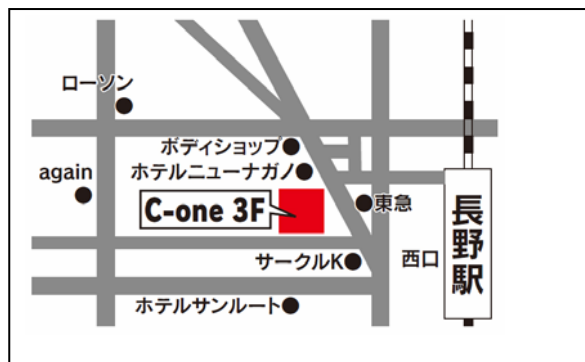 ローソン
ボディショップ
ホテルニューナガノ
again
C-one 3F
東急
サークルK
西口
長野駅
ホテルサンルート